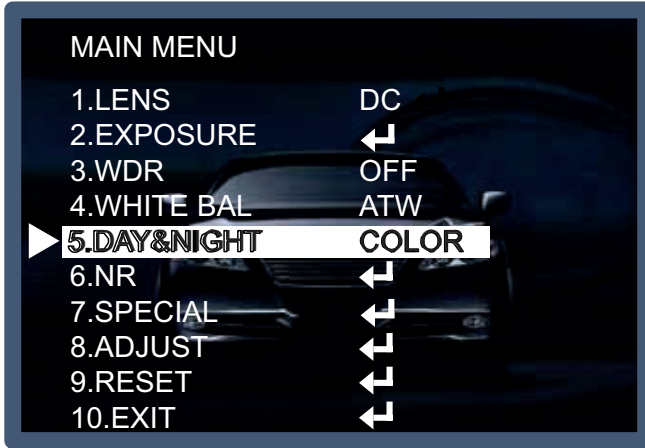 MAIN MENU
1.LENS DC
2.EXPOSURE ↵
3.WDR OFF
4.WHITE BAL ATW
5.DAY&NIGHT COLOR
6.NR ↵
7.SPECIAL ↵
8.ADJUST ↵
9.RESET ↵
10.EXIT ↵